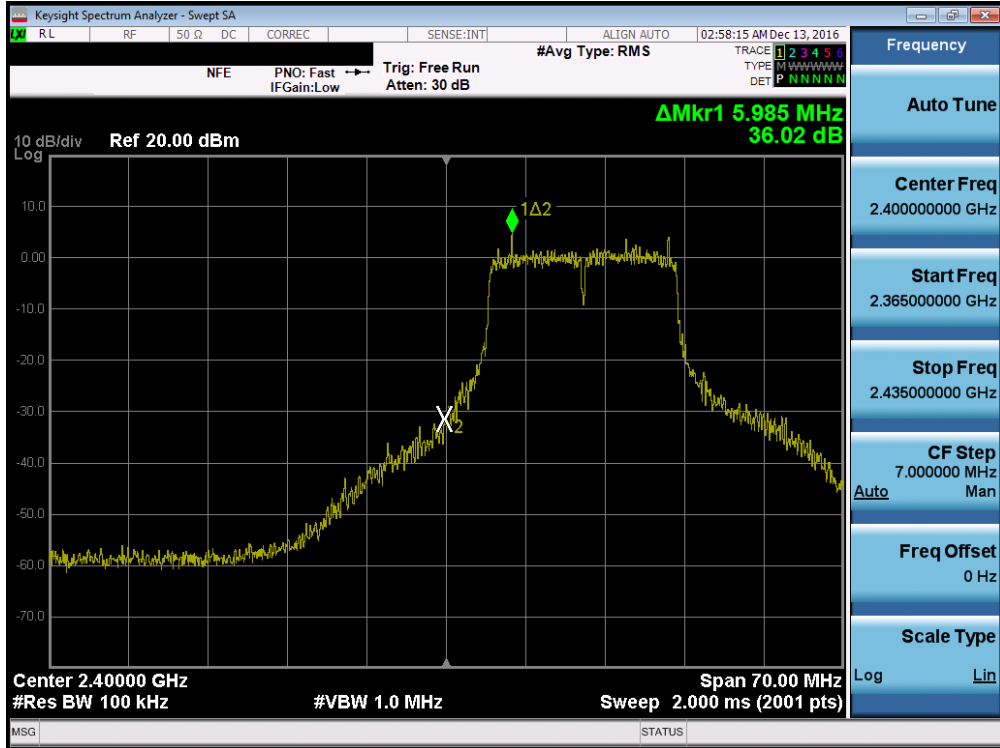 Keysight Spectrum Analyzer - Swept SA
LXI RL RF 50 Ω DC CORREC SENSE:INT ALIGN AUTO 02:58:15 AM Dec 13, 2016
#Avg Type: RMS TRACE 1 2 3 4 5 6
NFE PNO: Fast Trig: Free Run TYPE M W W W W W
IFGain:Low Atten: 30 dB DET P N N N N N
ΔMkr1 5.985 MHz
36.02 dB
10 dB/div Ref 20.00 dBm
Log
1Δ2
10.0
0.00
-10.0
-20.0
-30.0
X2
-40.0
-50.0
-60.0
-70.0
Center 2.40000 GHz Span 70.00 MHz
#Res BW 100 kHz #VBW 1.0 MHz Sweep 2.000 ms (2001 pts)
MSG STATUS
Frequency
Auto Tune
Center Freq
2.400000000 GHz
Start Freq
2.365000000 GHz
Stop Freq
2.435000000 GHz
CF Step
7.000000 MHz
Auto Man
Freq Offset
0 Hz
Scale Type
Log Lin